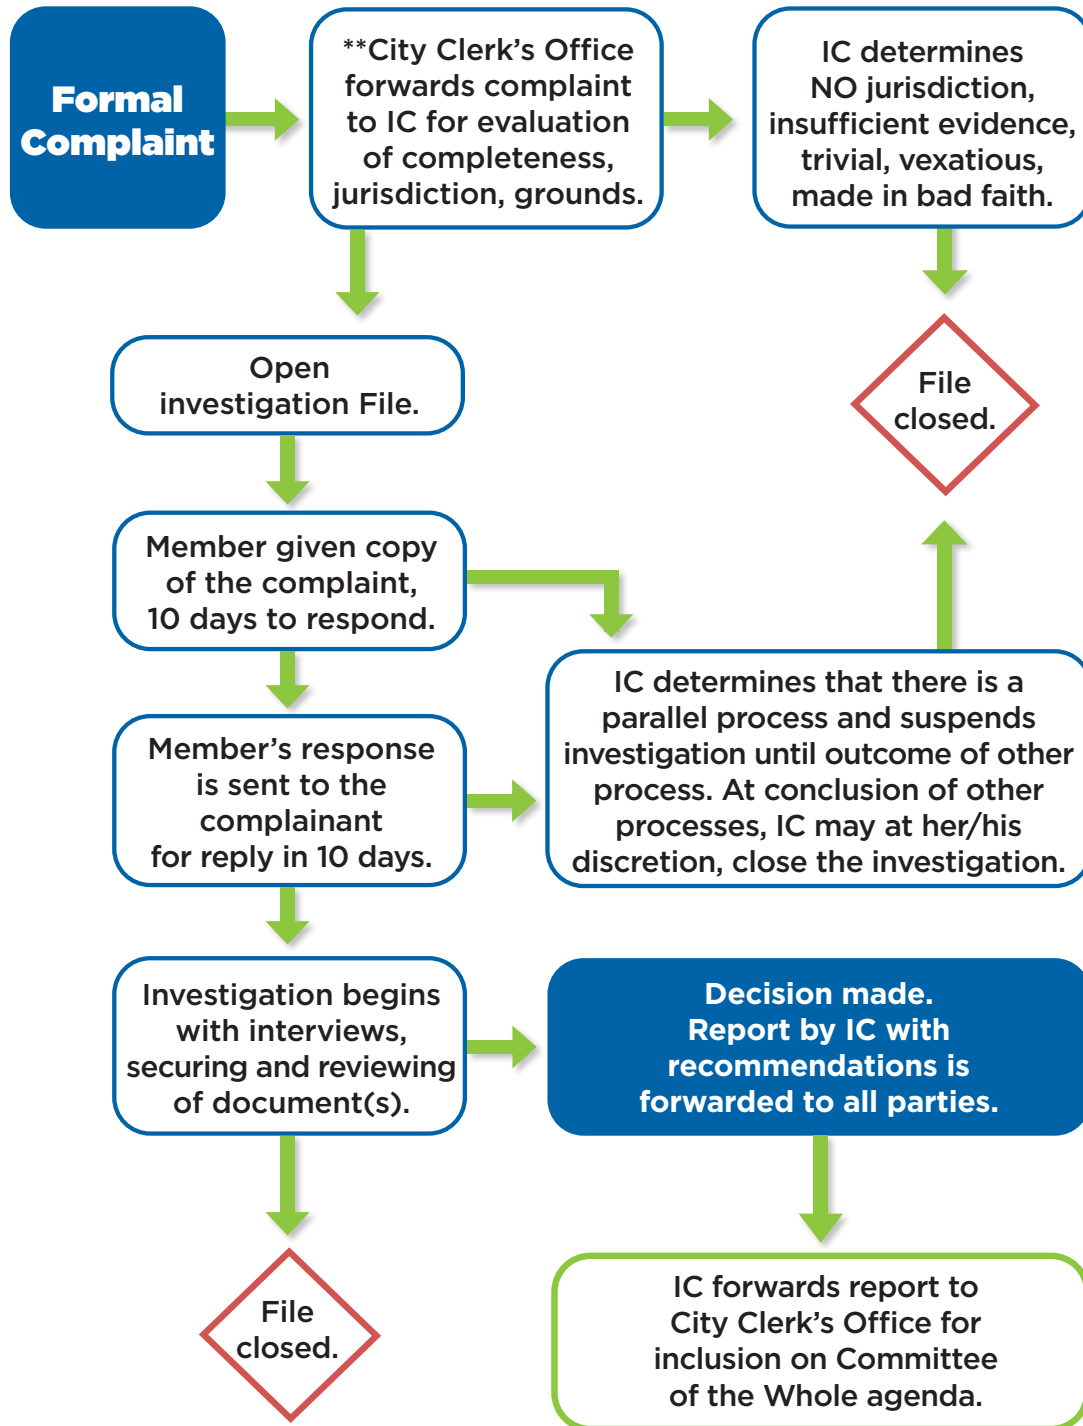 Formal
Complaint
**City Clerk's Office
forwards complaint
to IC for evaluation
of completeness,
jurisdiction, grounds.
IC determines
NO jurisdiction,
insufficient evidence,
trivial, vexatious,
made in bad faith.
Open
investigation File.
File
closed.
Member given copy
of the complaint,
10 days to respond.
Member's response
is sent to the
complainant
for reply in 10 days.
IC determines that there is a
parallel process and suspends
investigation until outcome of other
process. At conclusion of other
processes, IC may at her/his
discretion, close the investigation.
Investigation begins
with interviews,
securing and reviewing
of document(s).
Decision made.
Report by IC with
recommendations is
forwarded to all parties.
File
closed.
IC forwards report to
City Clerk's Office for
inclusion on Committee
of the Whole agenda.